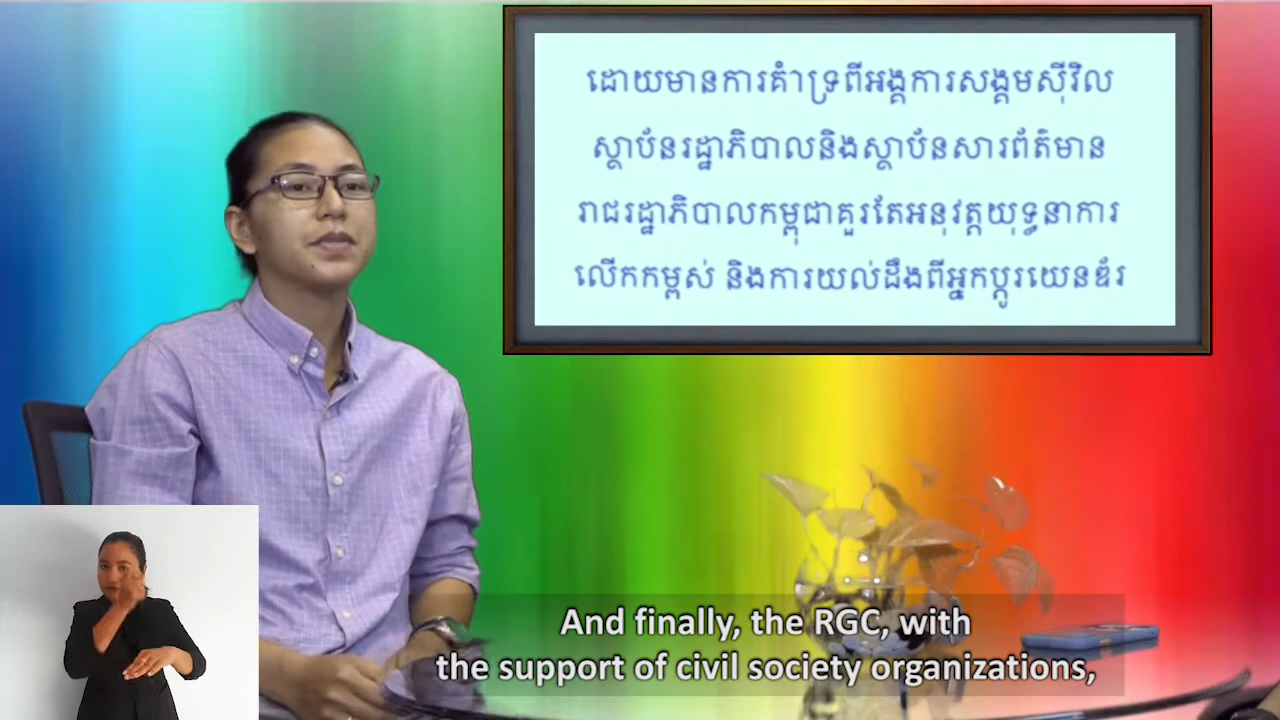 ដោយមានការគំាទ្រពីអង្គការសង្គមស៊ីវិល
ស្ថាប័នរដ្ឋាភិបាលនិងស្ថាប័នសារព័ត៌មាន
រាជរដ្ឋាភិបាលកម្ពុជាគួរតែអនុវត្តយុទ្ធនាការ
លើកកម្ពស់ និងការយល់ដឹងពីអ្នកប្តូរយេនឌ័រ
And finally, the RGC, with
the support of civil society organizations,